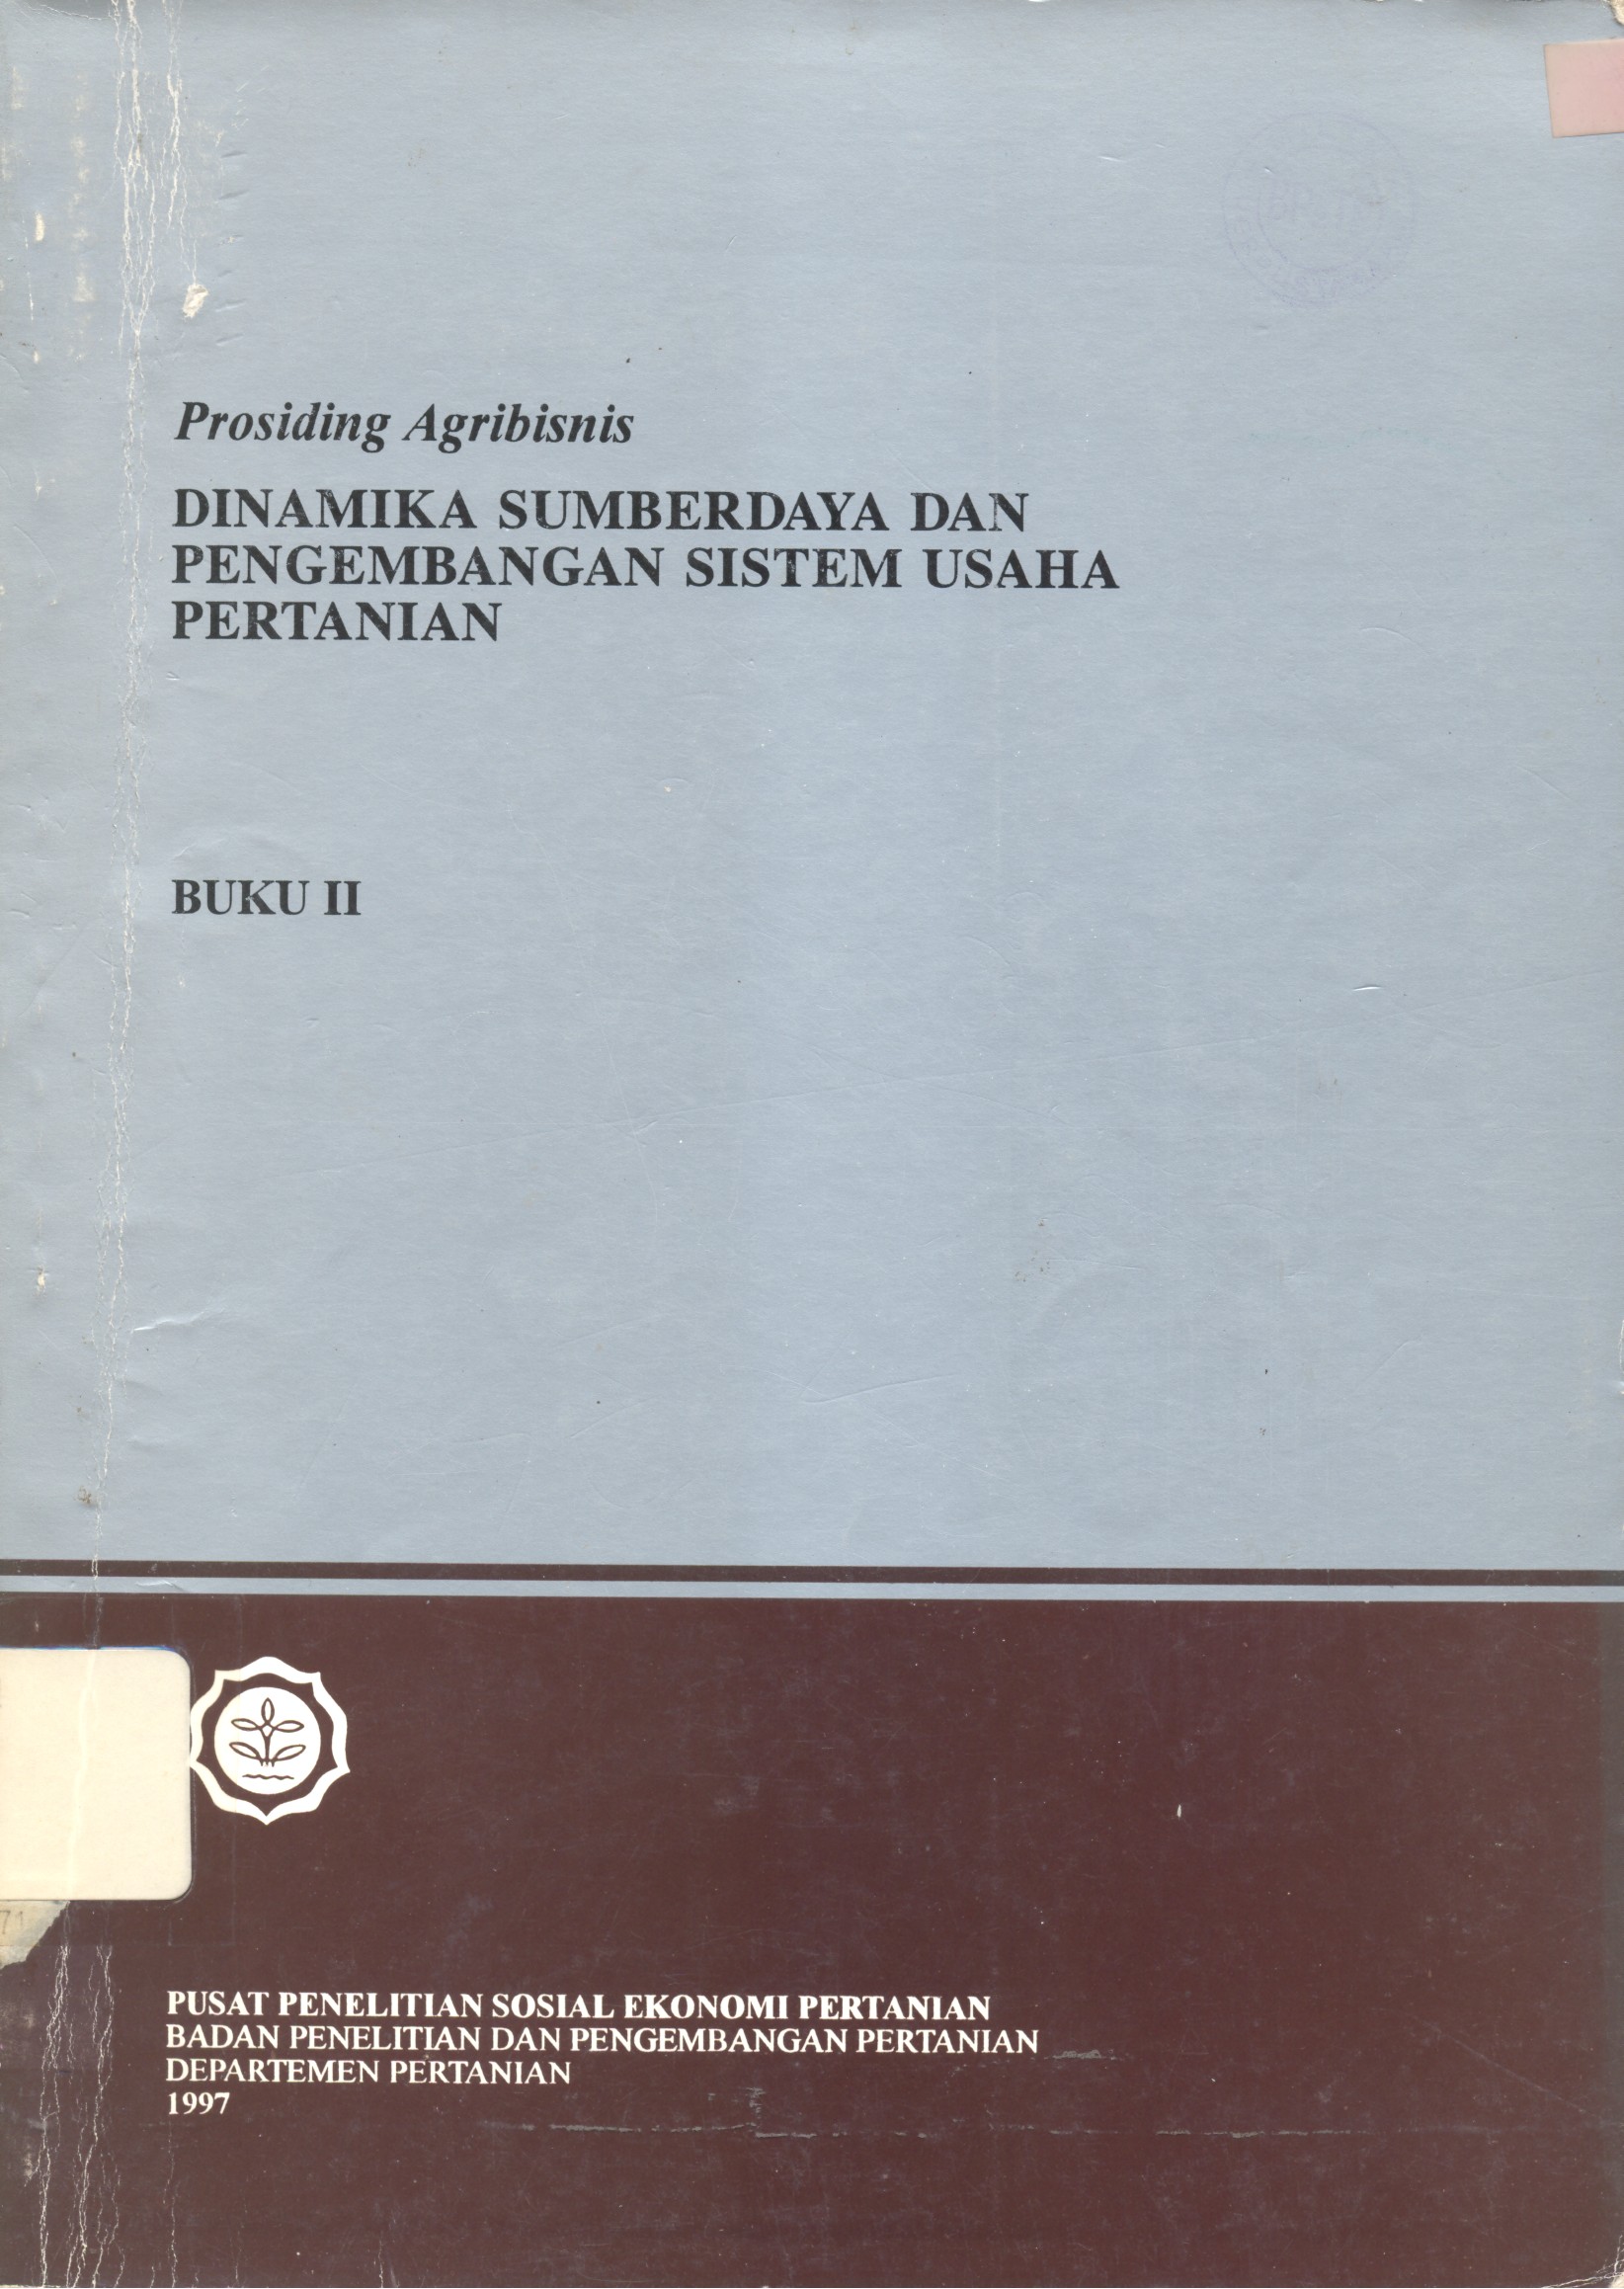 Prosiding Agribisnis
DINAMIKA SUMBERDAYA DAN
PENGEMBANGAN SISTEM USAHA
PERTANIAN
BUKU II
71
PUSAT PENELITIAN SOSIAL EKONOMI PERTANIAN
BADAN PENELITIAN DAN PENGEMBANGAN PERTANIAN
DEPARTEMEN PERTANIAN
1997